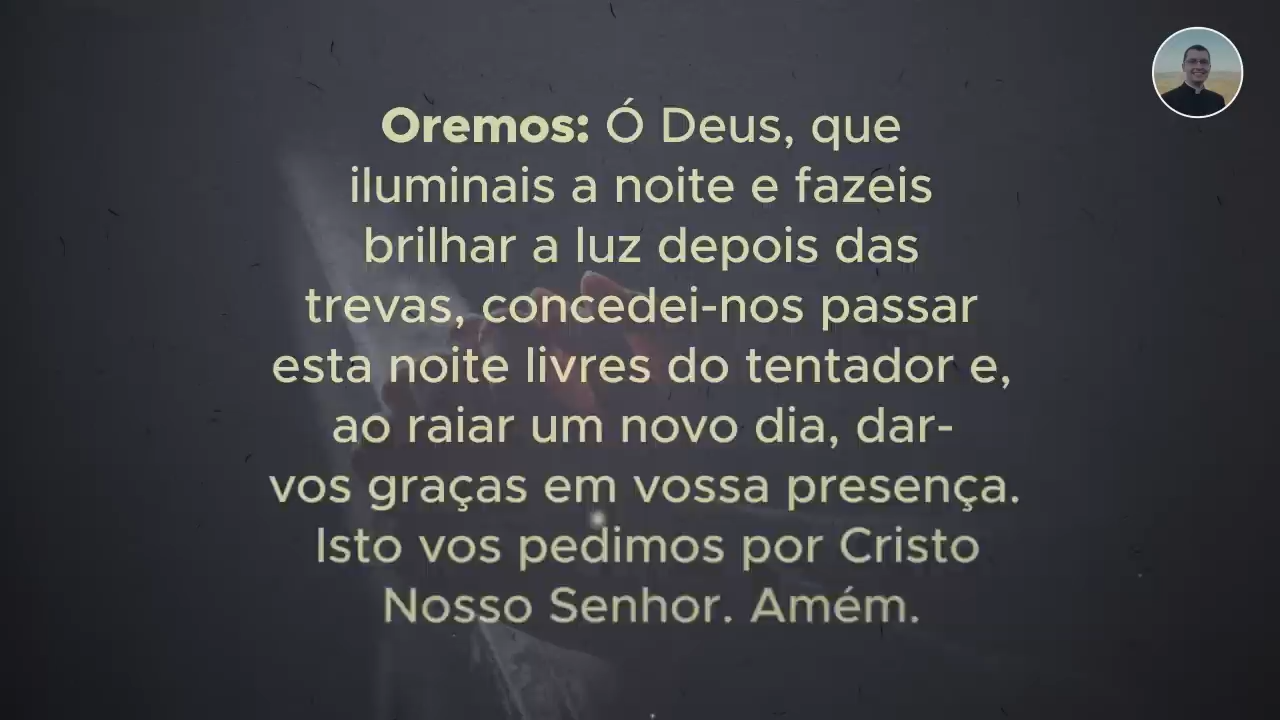 Oremos: Ó Deus, que
iluminais a noite e fazeis
brilhar a luz depois das
trevas, concedei-nos passar
esta noite livres do tentador e,
ao raiar um novo dia, dar-
vos graças em vossa presença.
Isto vos pedimos por Cristo
Nosso Senhor. Amém.